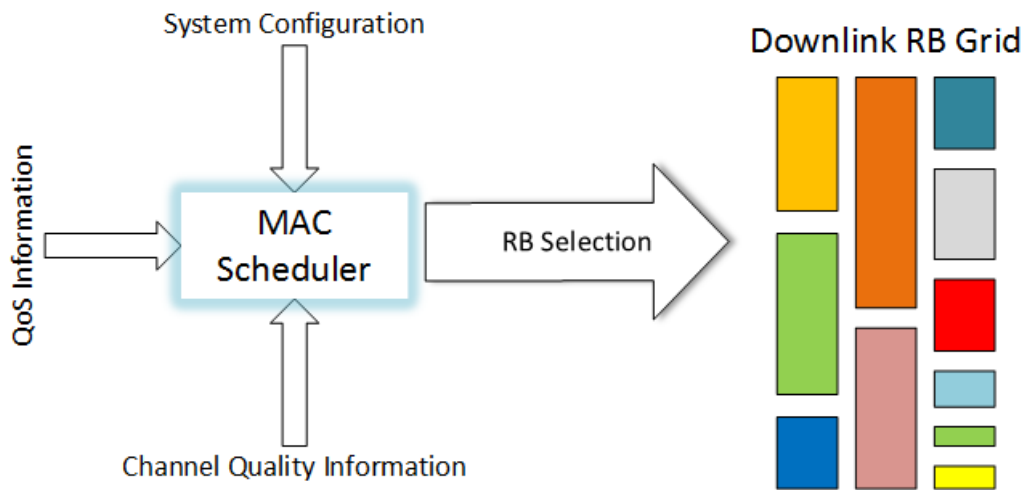 System Configuration
Downlink RB Grid
QoS Information
MAC
Scheduler
RB Selection
Channel Quality Information